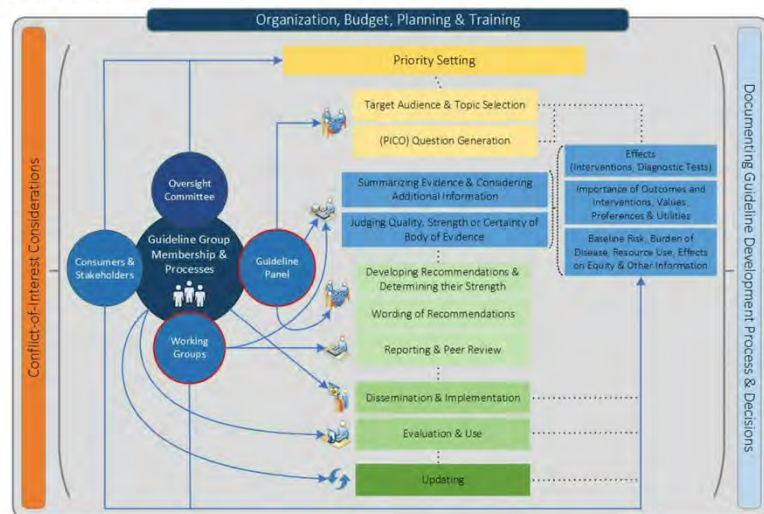 Organization, Budget, Planning & Training
Conflict-of-Interest Considerations
Documenting Guideline Development Process & Decisions
Priority Setting
Target Audience & Topic Selection
(PICO) Question Generation
Oversight
Committee
Guideline Group
Membership &
Processes
Consumers &
Stakeholders
Guideline
Panel
Working
Groups
Summarizing Evidence & Considering
Additional Information
Judging Quality, Strength or Certainty of
Body of Evidence
Effects
(Interventions, Diagnostic Tests)
Importance of Outcomes and
Interventions, Values,
Preferences & Utilities
Baseline Risk, Burden of
Disease, Resource Use, Effects
on Equity & Other Information
Developing Recommendations &
Determining their Strength
Wording of Recommendations
Reporting & Peer Review
Dissemination & Implementation
Evaluation & Use
Updating